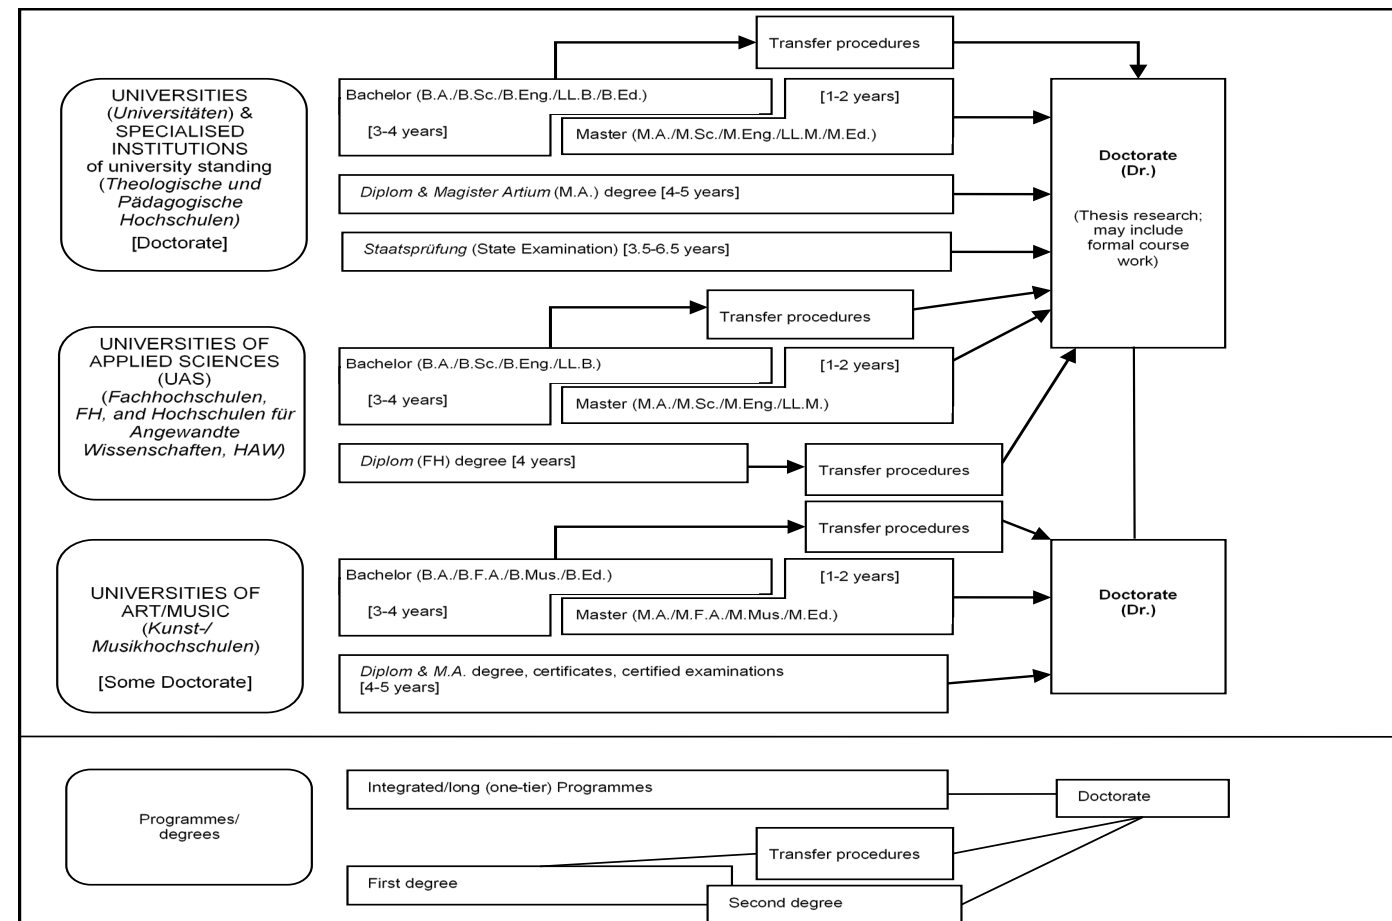 Transfer procedures
UNIVERSITIES
(Universitäten) &
SPECIALISED
INSTITUTIONS
of university standing
(Theologische und
Pädagogische
Hochschulen)
[Doctorate]
Bachelor (B.A./B.Sc./B.Eng./LL.B./B.Ed.)
[3-4 years]
[1-2 years]
Master (M.A./M.Sc./M.Eng./LL.M./M.Ed.)
Diplom & Magister Artium (M.A.) degree [4-5 years]
Staatsprüfung (State Examination) [3.5-6.5 years]
Doctorate
(Dr.)
(Thesis research;
may include
formal course
work)
Transfer procedures
UNIVERSITIES OF
APPLIED SCIENCES
(UAS)
(Fachhochschulen,
FH, and Hochschulen für
Angewandte
Wissenschaften, HAW)
Bachelor (B.A./B.Sc./B.Eng./LL.B.)
[3-4 years]
[1-2 years]
Master (M.A./M.Sc./M.Eng./LL.M.)
Diplom (FH) degree [4 years]
Transfer procedures
Transfer procedures
UNIVERSITIES OF
ART/MUSIC
(Kunst-/
Musikhochschulen)
[Some Doctorate]
Bachelor (B.A./B.F.A./B.Mus./B.Ed.)
[3-4 years]
[1-2 years]
Master (M.A./M.F.A./M.Mus./M.Ed.)
Diplom & M.A. degree, certificates, certified examinations
[4-5 years]
Doctorate
(Dr.)
Programmes/
degrees
Integrated/long (one-tier) Programmes
Doctorate
Transfer procedures
First degree
Second degree